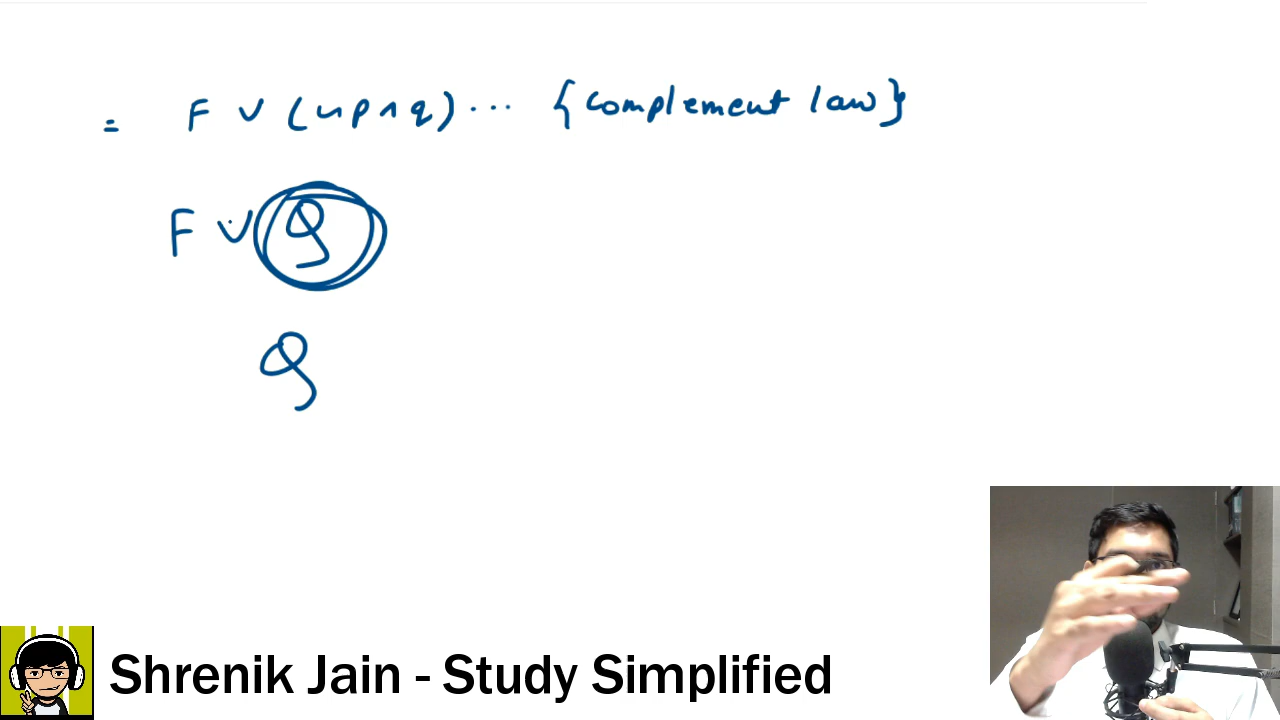 = F ∨ (~p∧q) ... {complement law}
F ∨ Q
Q
Shrenik Jain - Study Simplified